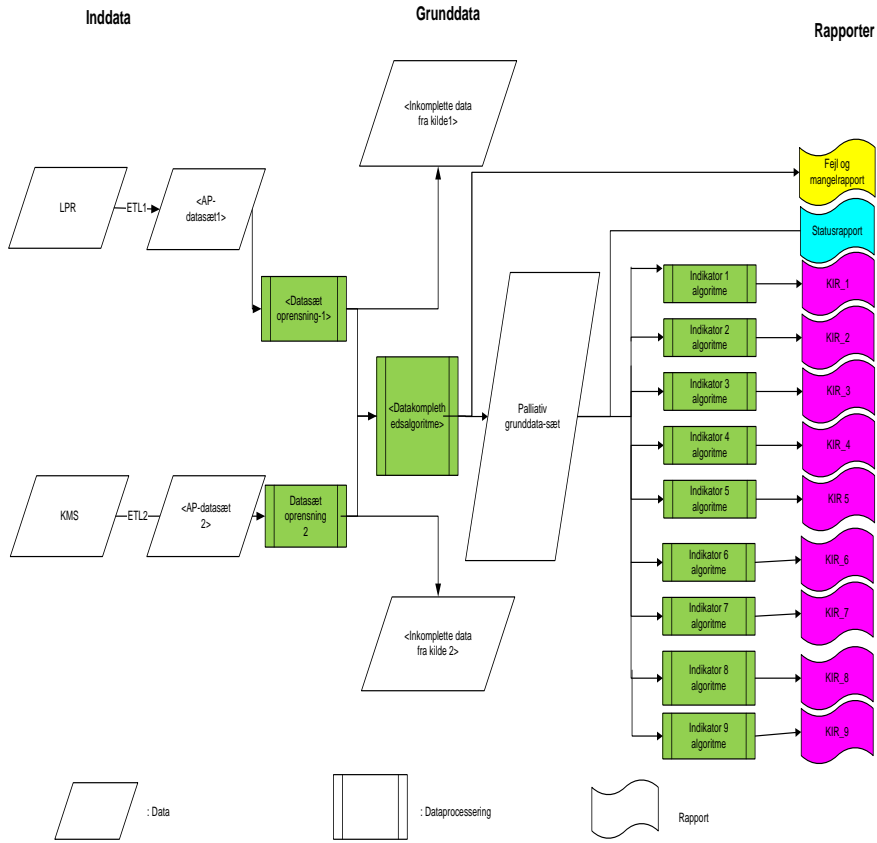 Inddata
Grunddata
Rapporter
<Inkomplette data
fra kilde1>
Fejl og
mangelrapport
LPR
ETL1
<AP-
datasæt1>
Statusrapport
<Datasæt
oprensning-1>
Indikator 1
algoritme
KIR_1
Indikator 2
algoritme
KIR_2
Indikator 3
algoritme
KIR_3
<Datakompleth
edsalgoritme>
Palliativ
grunddata-sæt
Indikator 4
algoritme
KIR_4
Indikator 5
algoritme
KIR 5
KMS
ETL2
<AP-datasæt
2>
Datasæt
oprensning
2
Indikator 6
algoritme
KIR_6
Indikator 7
algoritme
KIR_7
<Inkomplette data
fra kilde 2>
Indikator 8
algoritme
KIR_8
Indikator 9
algoritme
KIR_9
: Data
: Dataprocessering
Rapport